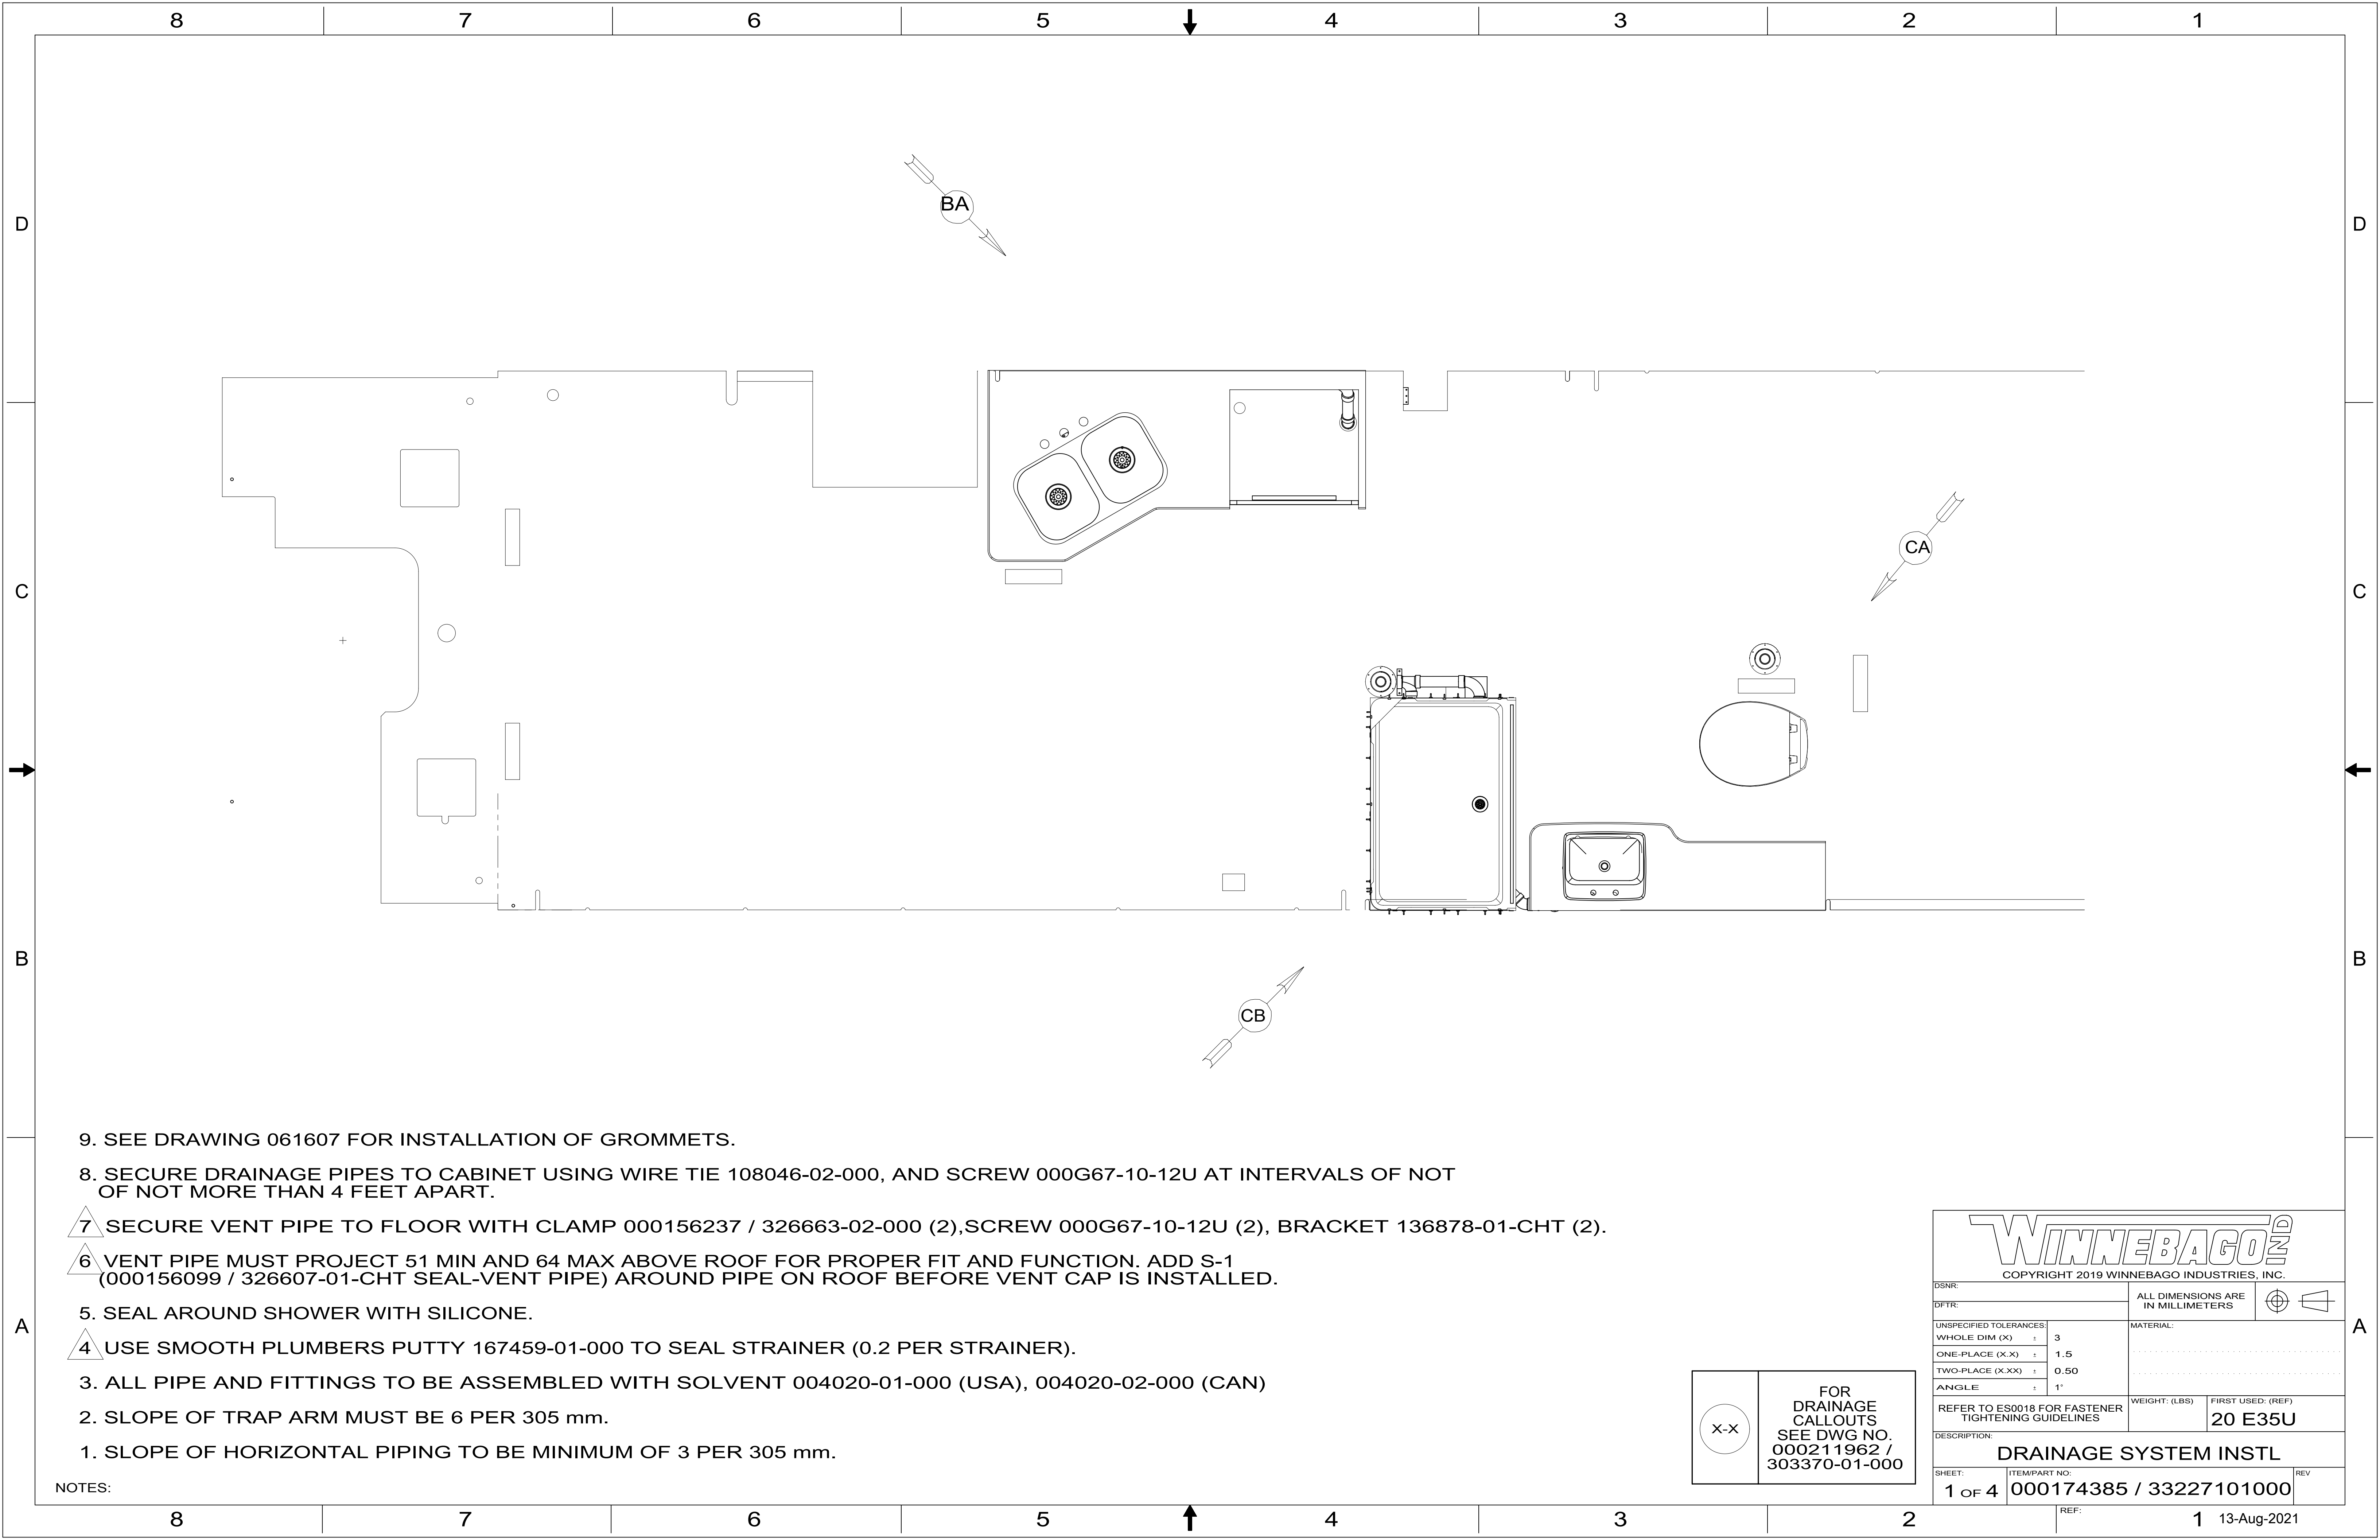 8 7 6 5 4 3 2 1
D D
BA
CA
C C
CB
B B
9. SEE DRAWING 061607 FOR INSTALLATION OF GROMMETS.
8. SECURE DRAINAGE PIPES TO CABINET USING WIRE TIE 108046-02-000, AND SCREW 000G67-10-12U AT INTERVALS OF NOT
OF NOT MORE THAN 4 FEET APART.
7 SECURE VENT PIPE TO FLOOR WITH CLAMP 000156237 / 326663-02-000 (2),SCREW 000G67-10-12U (2), BRACKET 136878-01-CHT (2).
6 VENT PIPE MUST PROJECT 51 MIN AND 64 MAX ABOVE ROOF FOR PROPER FIT AND FUNCTION. ADD S-1
(000156099 / 326607-01-CHT SEAL-VENT PIPE) AROUND PIPE ON ROOF BEFORE VENT CAP IS INSTALLED.
5. SEAL AROUND SHOWER WITH SILICONE.
4 USE SMOOTH PLUMBERS PUTTY 167459-01-000 TO SEAL STRAINER (0.2 PER STRAINER).
3. ALL PIPE AND FITTINGS TO BE ASSEMBLED WITH SOLVENT 004020-01-000 (USA), 004020-02-000 (CAN)
2. SLOPE OF TRAP ARM MUST BE 6 PER 305 mm.
1. SLOPE OF HORIZONTAL PIPING TO BE MINIMUM OF 3 PER 305 mm.
NOTES:
A A
X-X
FOR
DRAINAGE
CALLOUTS
SEE DWG NO.
000211962 /
303370-01-000
WINNEBAGO IND
COPYRIGHT 2019 WINNEBAGO INDUSTRIES, INC.
DSNR:
DFTR:
ALL DIMENSIONS ARE
IN MILLIMETERS
UNSPECIFIED TOLERANCES:
WHOLE DIM (X) ± 3
ONE-PLACE (X.X) ± 1.5
TWO-PLACE (X.XX) ± 0.50
ANGLE ± 1°
MATERIAL:
REFER TO ES0018 FOR FASTENER
TIGHTENING GUIDELINES
WEIGHT: (LBS)
FIRST USED: (REF)
20 E35U
DESCRIPTION:
DRAINAGE SYSTEM INSTL
SHEET:
1 OF 4
ITEM/PART NO:
000174385 / 33227101000
REV
REF:
8 7 6 5 4 3 2 1
13-Aug-2021